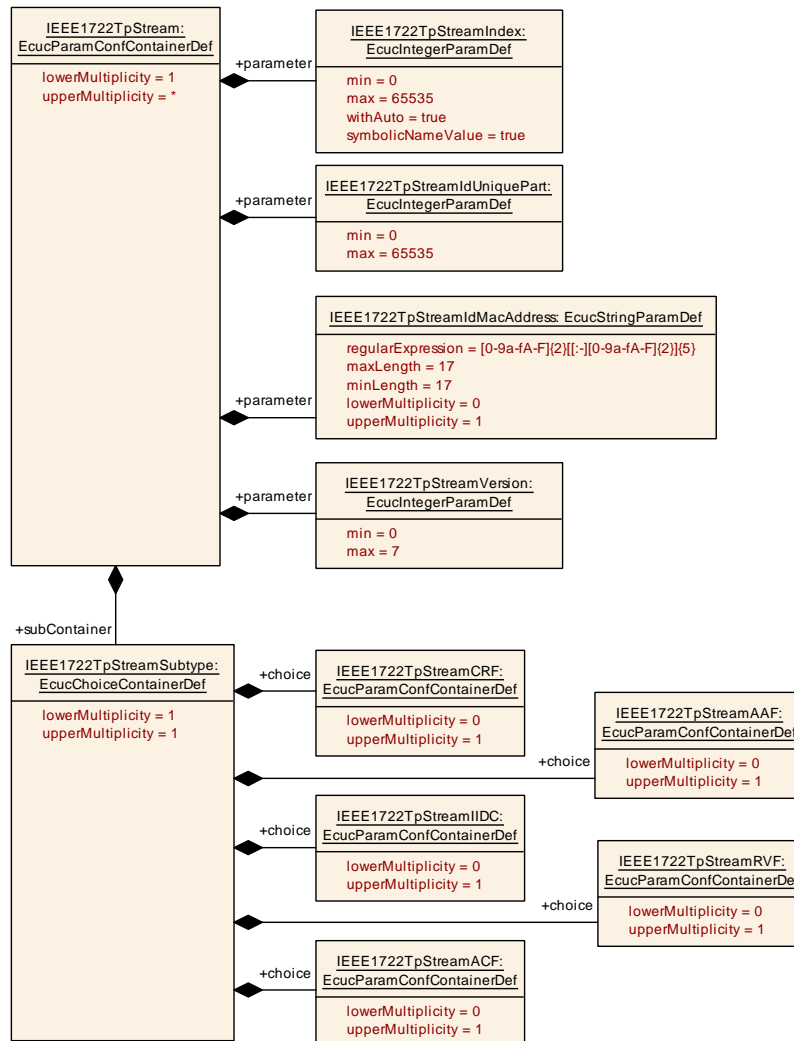 IEEE1722TpStream:
EcucParamConfContainerDef
lowerMultiplicity = 1
upperMultiplicity = *
+parameter
IEEE1722TpStreamIndex:
EcucIntegerParamDef
min = 0
max = 65535
withAuto = true
symbolicNameValue = true
+parameter
IEEE1722TpStreamIdUniquePart:
EcucIntegerParamDef
min = 0
max = 65535
+parameter
IEEE1722TpStreamIdMacAddress: EcucStringParamDef
regularExpression = [0-9a-fA-F]{2}[[:-][0-9a-fA-F]{2}]{5}
maxLength = 17
minLength = 17
lowerMultiplicity = 0
upperMultiplicity = 1
+parameter
IEEE1722TpStreamVersion:
EcucIntegerParamDef
min = 0
max = 7
+subContainer
IEEE1722TpStreamSubtype:
EcucChoiceContainerDef
lowerMultiplicity = 1
upperMultiplicity = 1
+choice
IEEE1722TpStreamCRF:
EcucParamConfContainerDef
lowerMultiplicity = 0
upperMultiplicity = 1
+choice
IEEE1722TpStreamAAF:
EcucParamConfContainerDef
lowerMultiplicity = 0
upperMultiplicity = 1
+choice
IEEE1722TpStreamIIDC:
EcucParamConfContainerDef
lowerMultiplicity = 0
upperMultiplicity = 1
+choice
IEEE1722TpStreamRVF:
EcucParamConfContainerDef
lowerMultiplicity = 0
upperMultiplicity = 1
+choice
IEEE1722TpStreamACF:
EcucParamConfContainerDef
lowerMultiplicity = 0
upperMultiplicity = 1